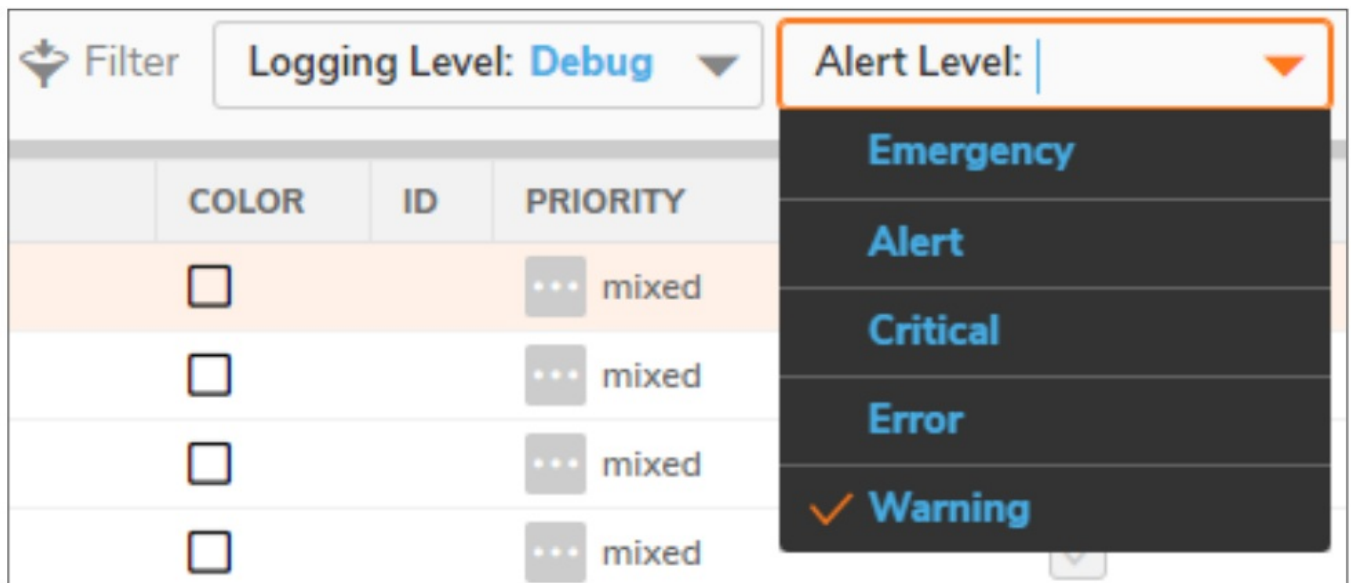 Filter Logging Level: Debug Alert Level:
Emergency
COLOR ID PRIORITY
Alert
mixed
Critical
mixed
Error
mixed
Warning
mixed